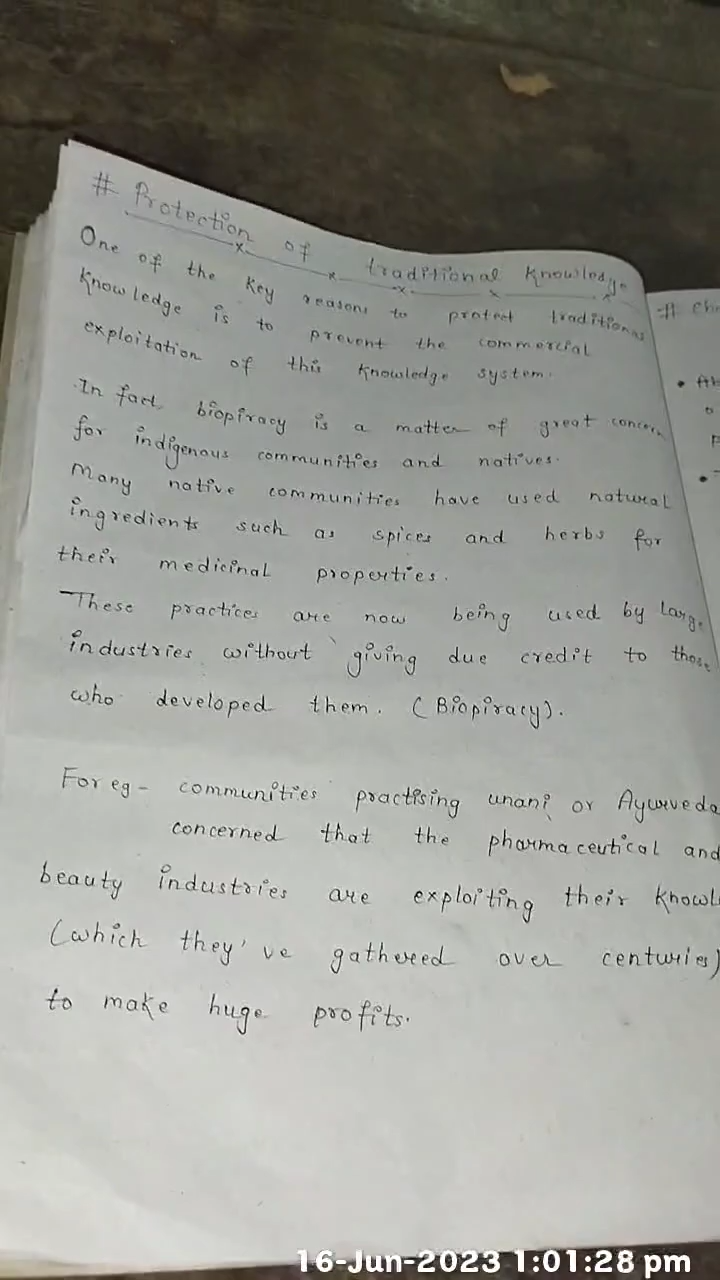 # Protection of traditional knowledge
One of the key reasons to protect traditional
knowledge is to prevent the commercial
exploitation of this knowledge system.
In fact, biopiracy is a matter of great concern
for indigenous communities and natives.
Many native communities have used natural
ingredients such as spices and herbs for
their medicinal properties.
These practices are now being used by large
industries without giving due credit to those
who developed them. (Biopiracy).
For eg - communities practising unani or Ayurveda
concerned that the pharmaceutical and
beauty industries are exploiting their knowl
(which they've gathered over centuries)
to make huge profits.
#
16-Jun-2023 1:01:28 pm